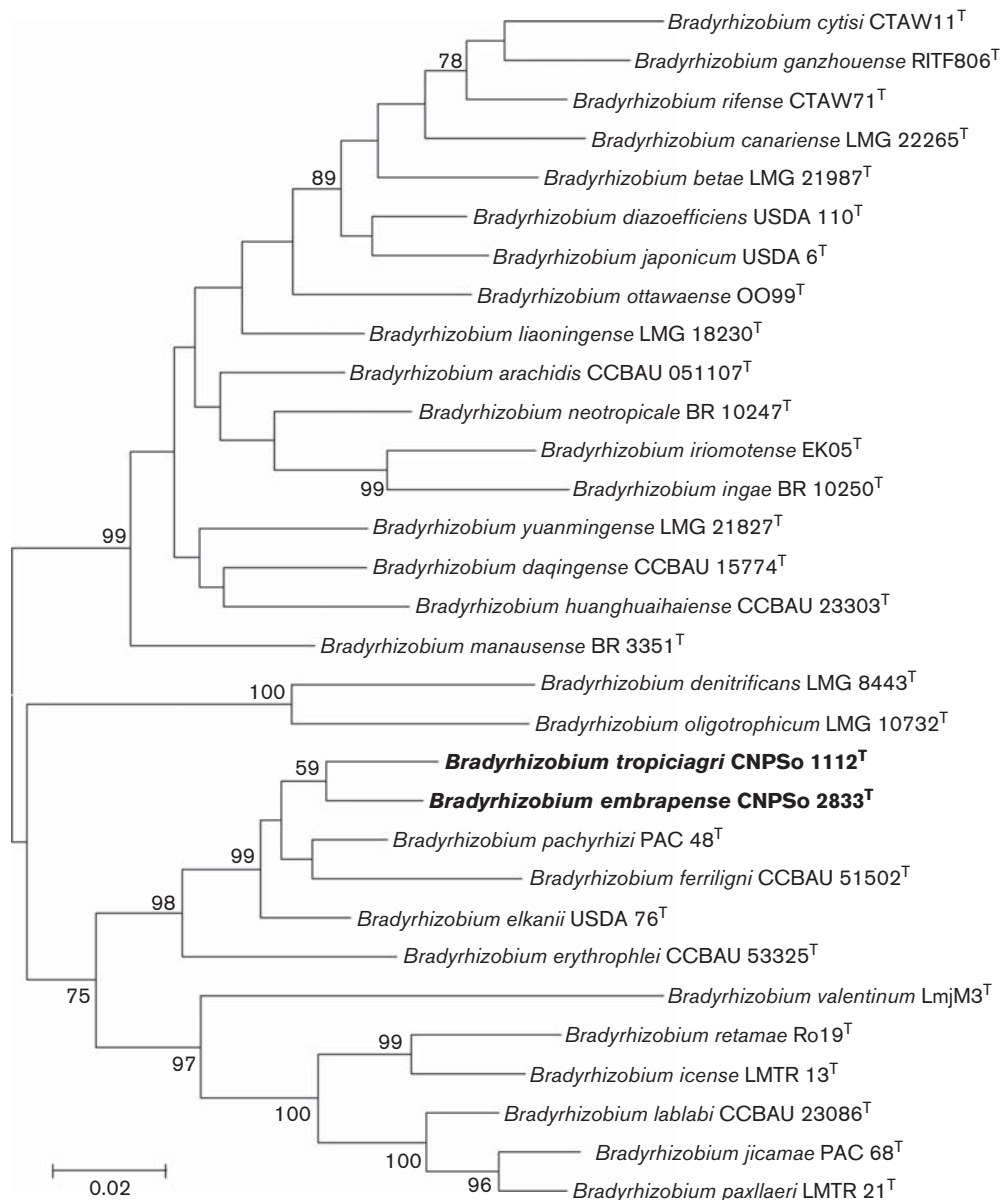 Bradyrhizobium cytisi CTAW11T
78
Bradyrhizobium ganzhouense RITF806T
Bradyrhizobium rifense CTAW71T
Bradyrhizobium canariense LMG 22265T
89
Bradyrhizobium betae LMG 21987T
Bradyrhizobium diazoefficiens USDA 110T
Bradyrhizobium japonicum USDA 6T
Bradyrhizobium ottawaense OO99T
Bradyrhizobium liaoningense LMG 18230T
Bradyrhizobium arachidis CCBAU 051107T
Bradyrhizobium neotropicale BR 10247T
Bradyrhizobium iriomotense EK05T
99
Bradyrhizobium ingae BR 10250T
Bradyrhizobium yuanmingense LMG 21827T
99
Bradyrhizobium daqingense CCBAU 15774T
Bradyrhizobium huanghuaihaiense CCBAU 23303T
Bradyrhizobium manausense BR 3351T
100
Bradyrhizobium denitrificans LMG 8443T
Bradyrhizobium oligotrophicum LMG 10732T
59
Bradyrhizobium tropiciagri CNPSo 1112T
Bradyrhizobium embrapense CNPSo 2833T
Bradyrhizobium pachyrhizi PAC 48T
99
Bradyrhizobium ferriligni CCBAU 51502T
98
Bradyrhizobium elkanii USDA 76T
Bradyrhizobium erythrophlei CCBAU 53325T
75
Bradyrhizobium valentinum LmjM3T
99
Bradyrhizobium retamae Ro19T
97
Bradyrhizobium icense LMTR 13T
100
Bradyrhizobium lablabi CCBAU 23086T
100
Bradyrhizobium jicamae PAC 68T
96
Bradyrhizobium paxllaeri LMTR 21T
0.02